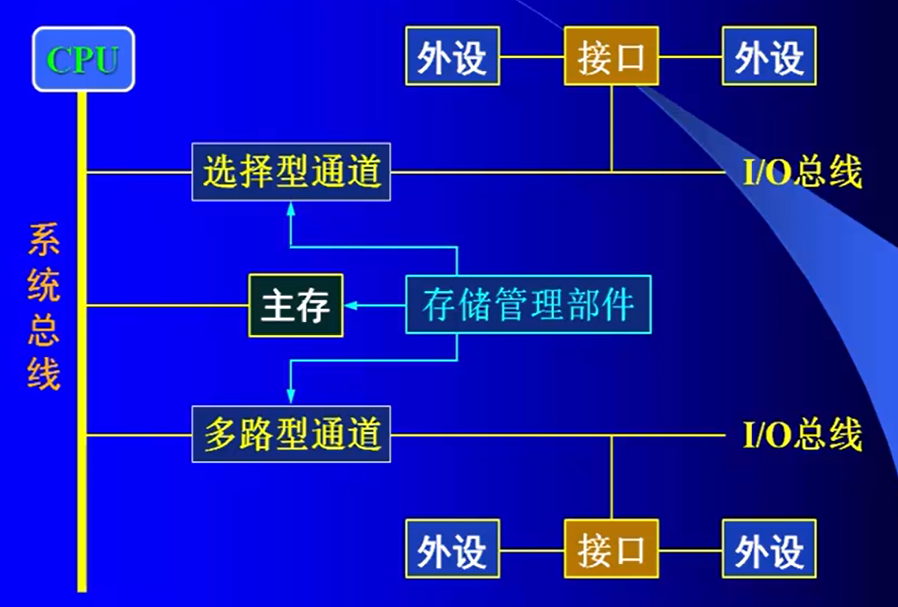 CPU
外设
接口
外设
选择型通道
I/O总线
系统总线
主存
存储管理部件
多路型通道
I/O总线
外设
接口
外设